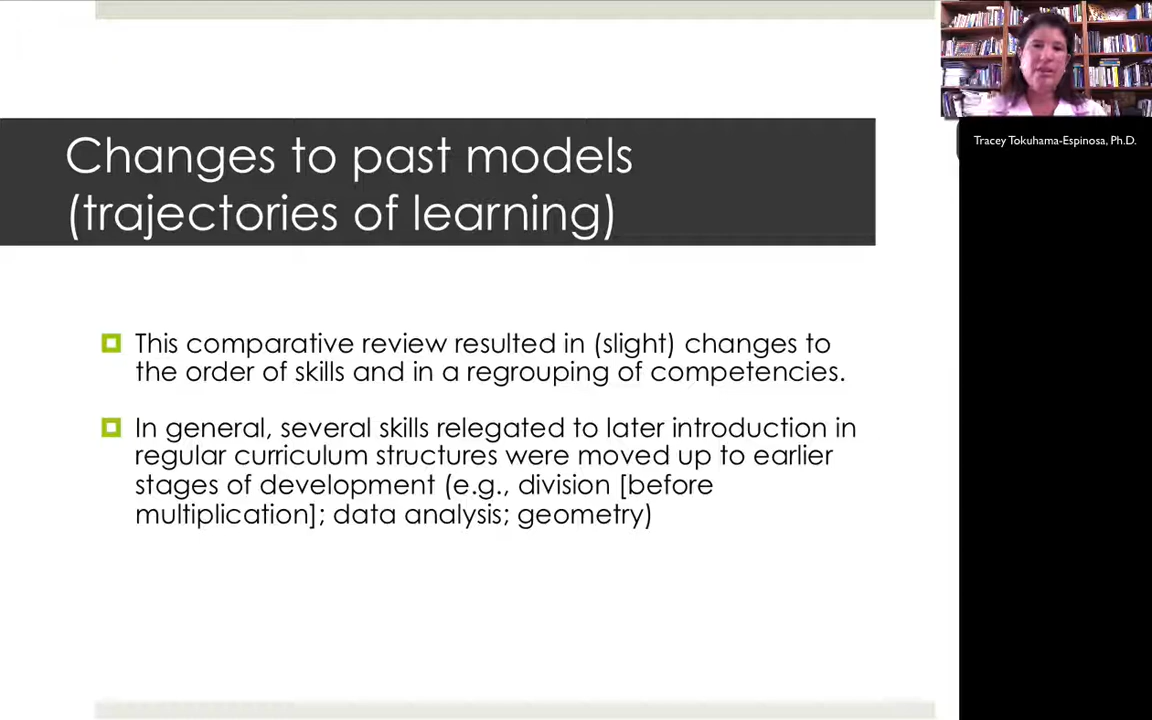 Changes to past models
(trajectories of learning)
This comparative review resulted in (slight) changes to
the order of skills and in a regrouping of competencies.
In general, several skills relegated to later introduction in
regular curriculum structures were moved up to earlier
stages of development (e.g., division [before
multiplication]; data analysis; geometry)
Tracey Tokuhama-Espinosa, Ph.D.